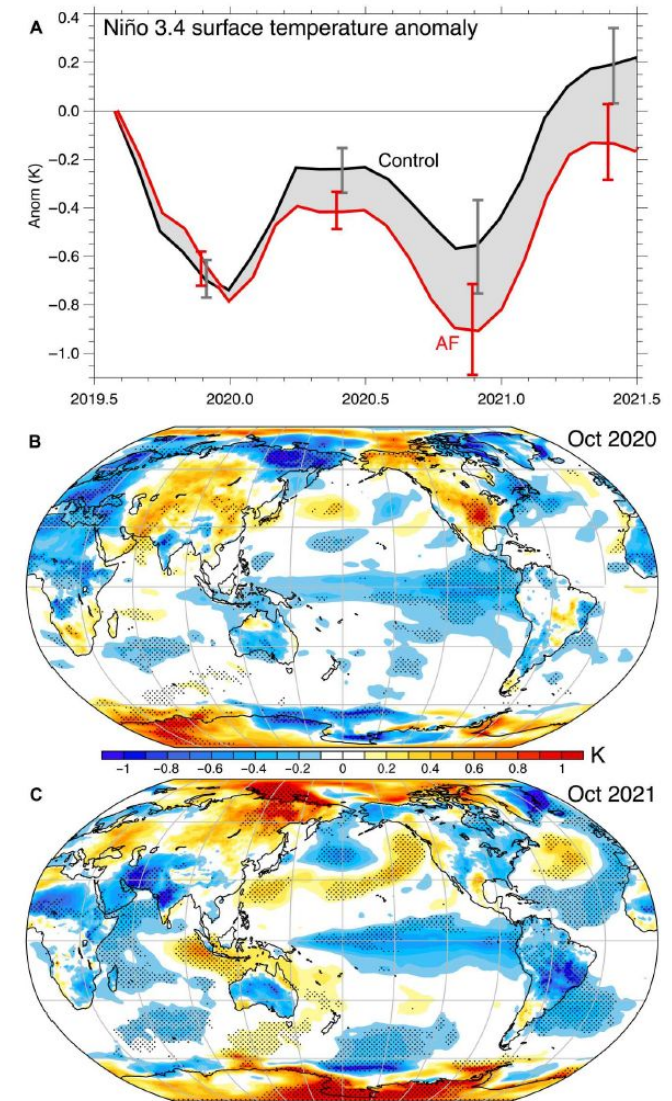 A
Niño 3.4 surface temperature anomaly
0.4
0.2
0.0
−0.2
−0.4
−0.6
−0.8
−1.0
Anom (K)
Control
AF
2019.5 2020.0 2020.5 2021.0 2021.5
B
Oct 2020
−1 −0.8 −0.6 −0.4 −0.2 0 0.2 0.4 0.6 0.8 1 K
C
Oct 2021